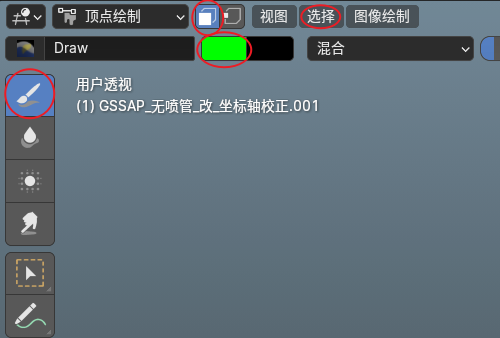 顶点绘制 视图 选择 图像绘制
Draw 混合
用户透视
(1) GSSAP_无喷管_改_坐标轴校正.001